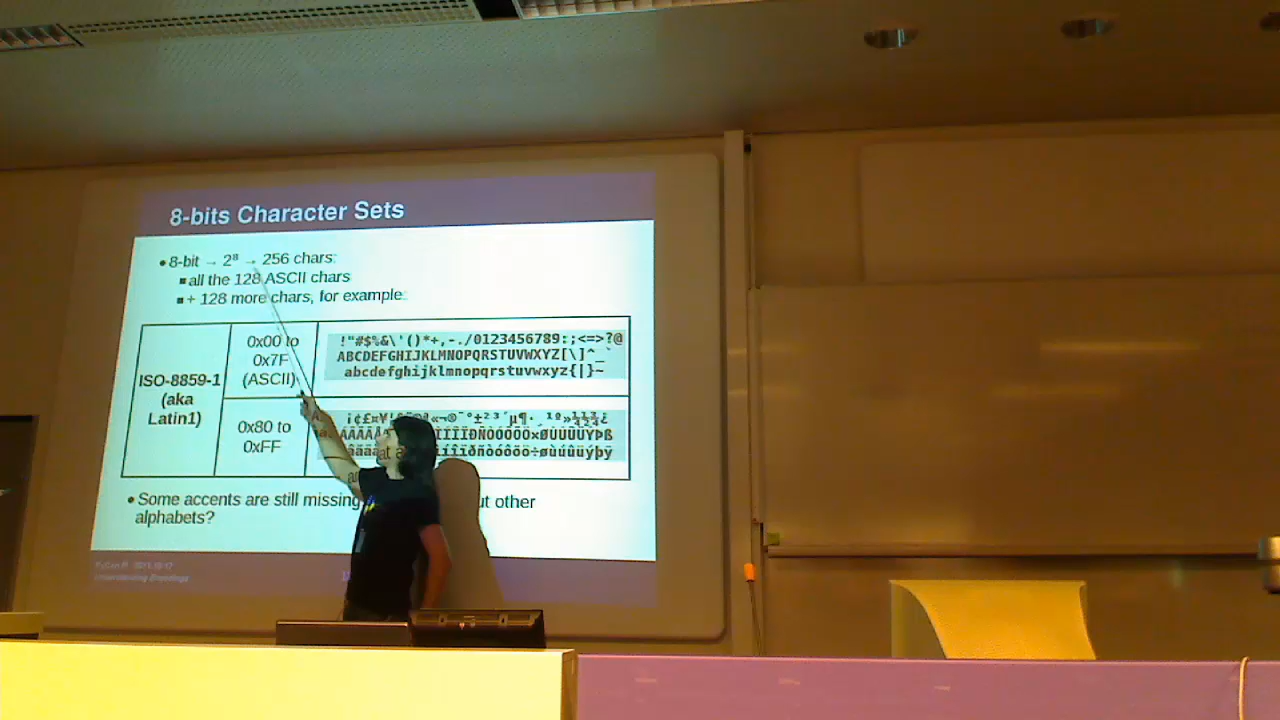 8-bits Character Sets
•8-bit → 2⁸ → 256 chars:
▪all the 128 ASCII chars
▪+ 128 more chars, for example:
ISO-8859-1
(aka
Latin1)
0x00 to
0x7F
(ASCII)
!"#$%&\'()*+,-./0123456789:;<=>?@
ABCDEFGHIJKLMNOPQRSTUVWXYZ[\]^_`
abcdefghijklmnopqrstuvwxyz{|}~
0x80 to
0xFF
•Some accents are still missing
other
alphabets?